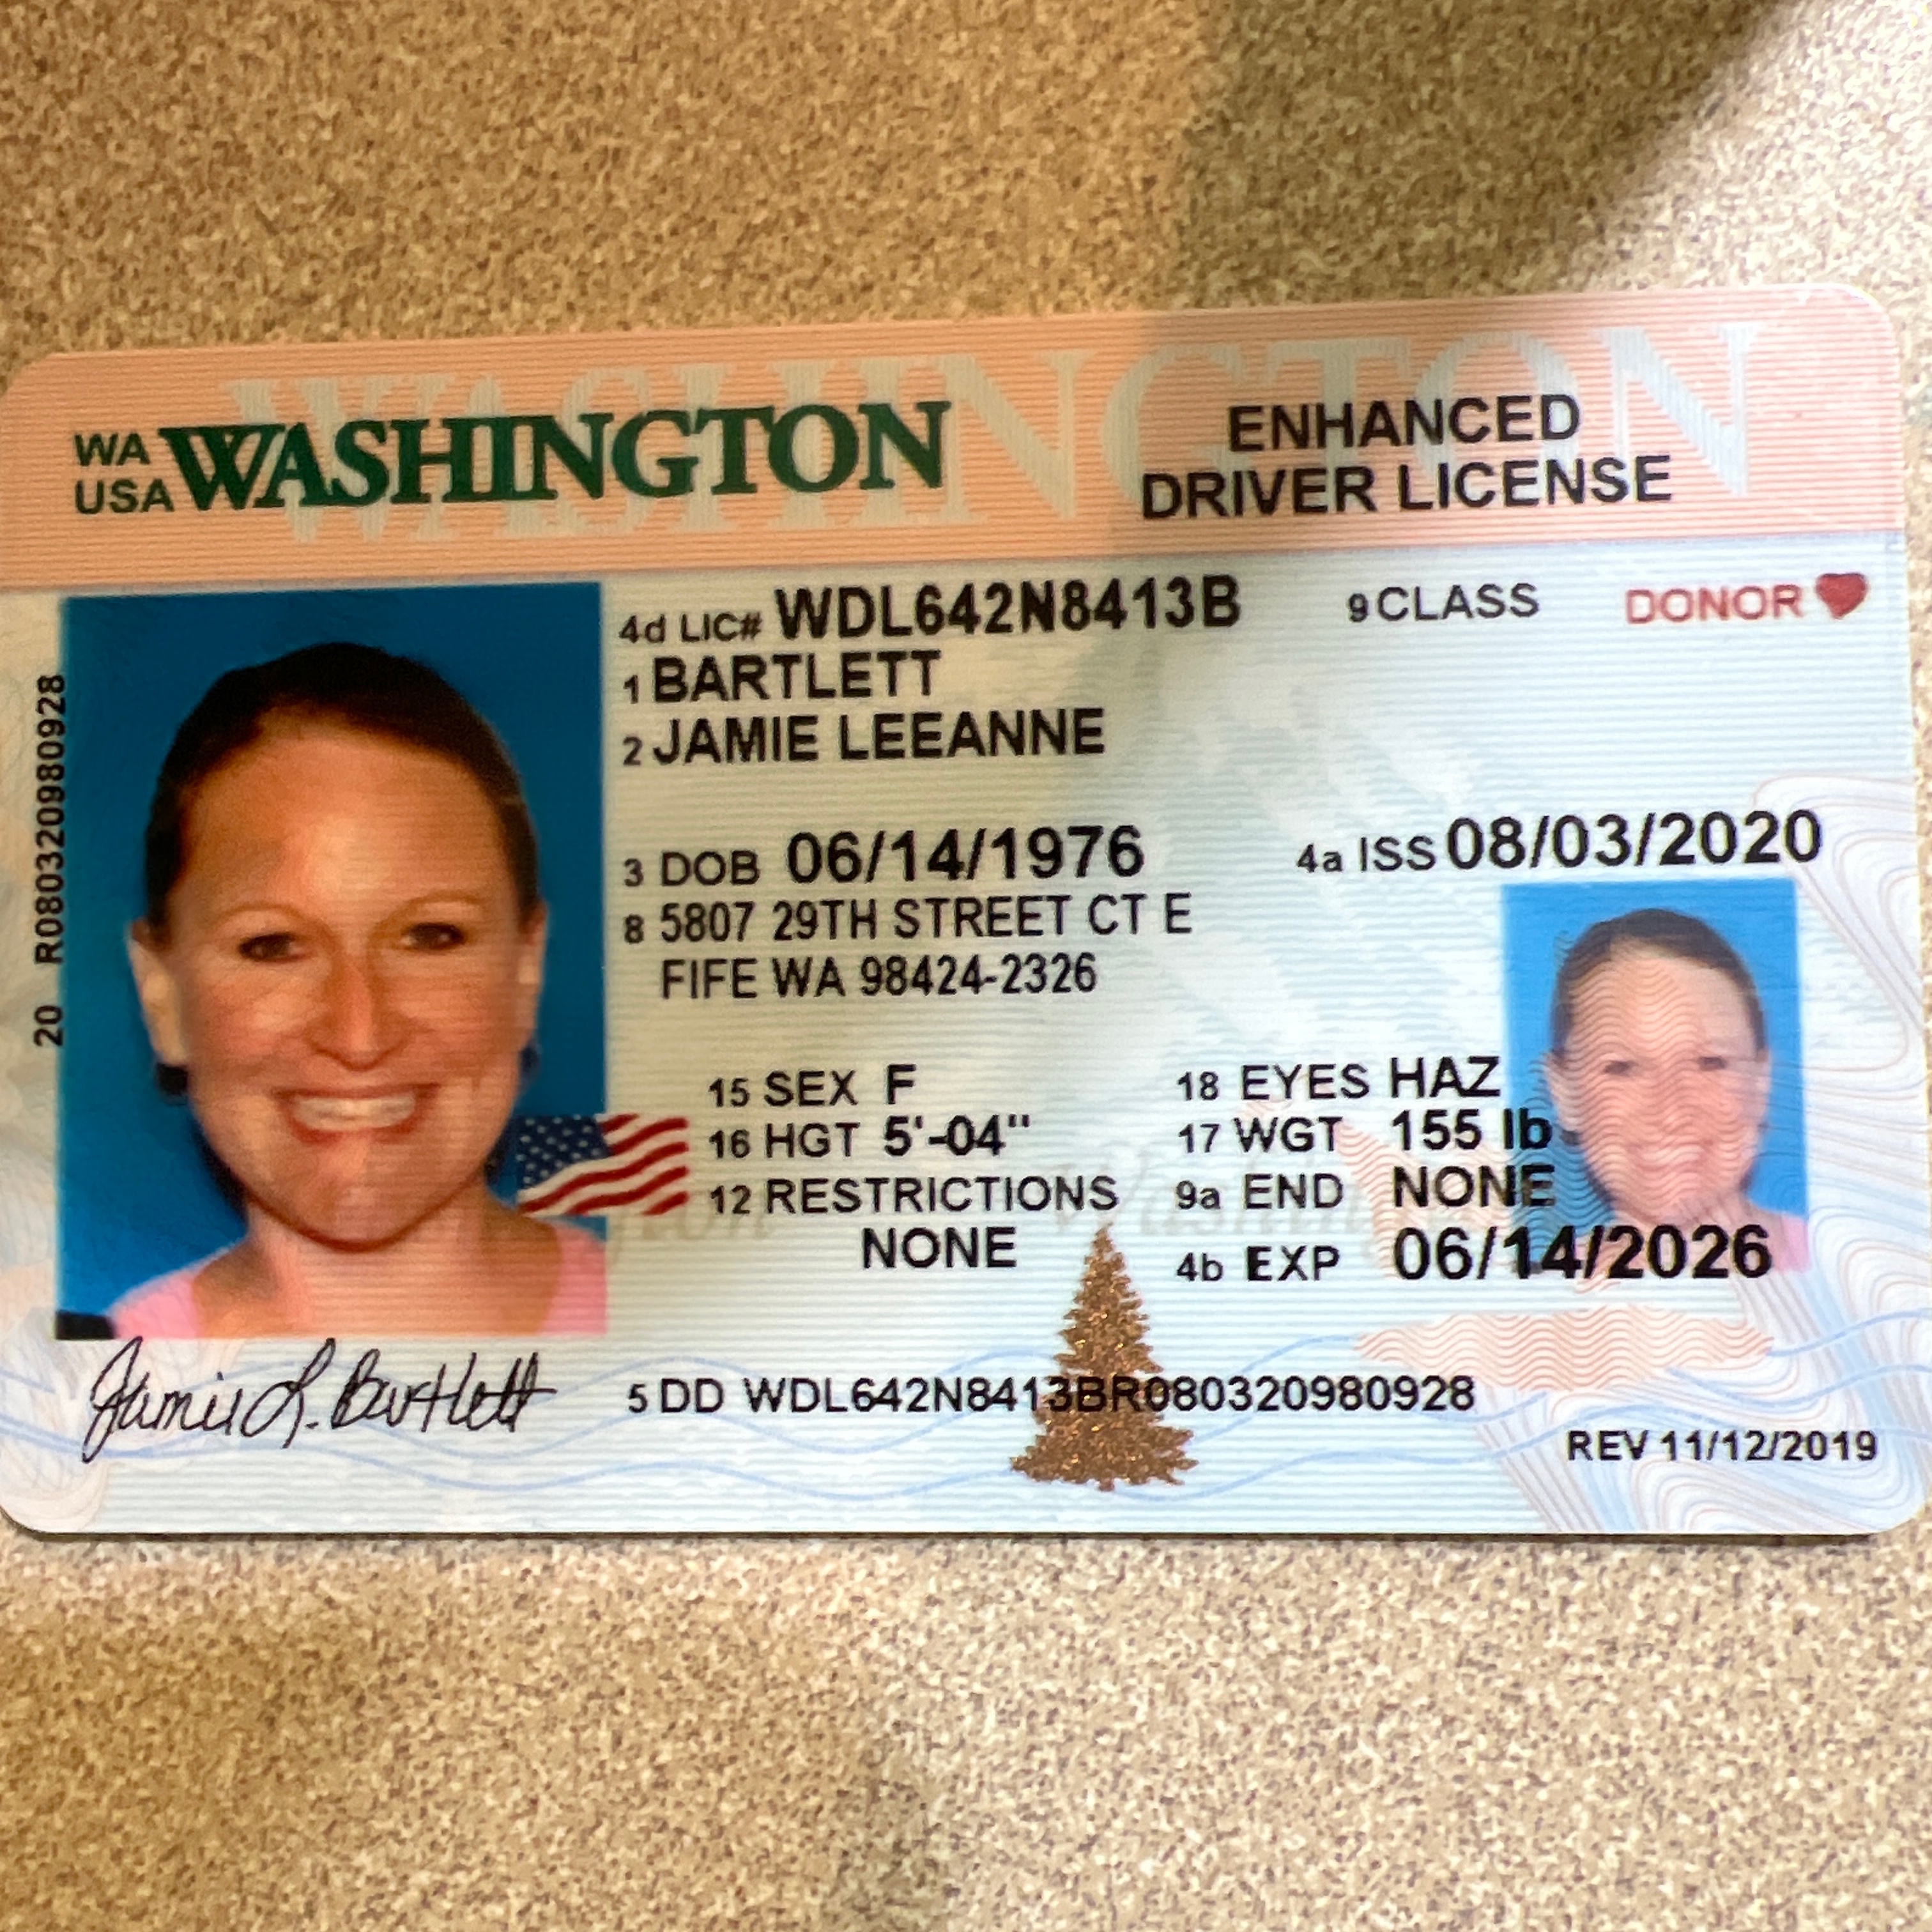 WASHINGTON
WA
USA WASHINGTON
ENHANCED
DRIVER LICENSE
4d LIC# WDL642N8413B 9 CLASS DONOR
1 BARTLETT
2 JAMIE LEEANNE
3 DOB 06/14/1976 4a ISS 08/03/2020
8 5807 29TH STREET CT E
FIFE WA 98424-2326
15 SEX F 18 EYES HAZ
16 HGT 5'-04" 17 WGT 155 lb
12 RESTRICTIONS 9a END NONE
NONE 4b EXP 06/14/2026
20 R080320980928
Jamie L. Bartlett
5 DD WDL642N8413BR080320980928
REV 11/12/2019